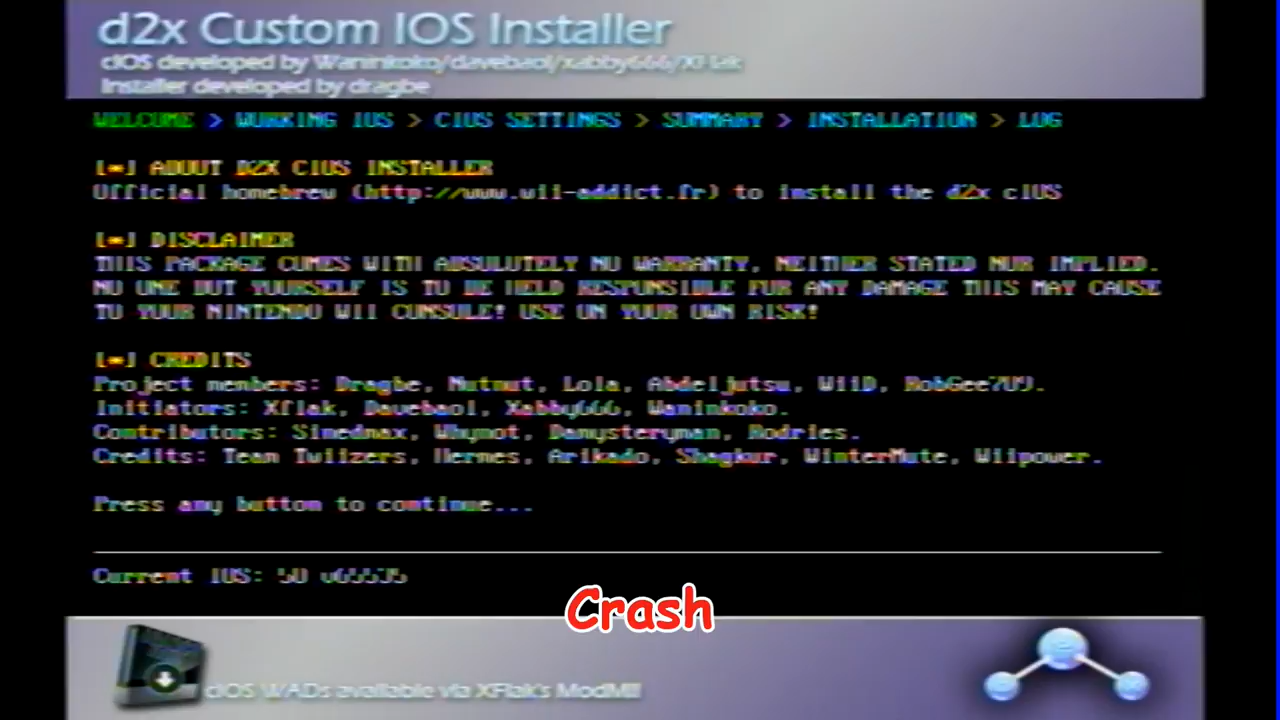 d2x Custom IOS Installer
cIOS developed by Waninkoko/davebaol/xabby666/XFlak
Installer developed by dragbe
WELCOME > WORKING IOS > CIOS SETTINGS > SUMMARY > INSTALLATION > LOG
[*] ABOUT D2X CIOS INSTALLER
Official homebrew (http://www.wii-addict.fr) to install the d2x cIOS
[*] DISCLAIMER
THIS PACKAGE COMES WITH ABSOLUTELY NO WARRANTY, NEITHER STATED NOR IMPLIED.
NO ONE BUT YOURSELF IS TO BE HELD RESPONSIBLE FOR ANY DAMAGE THIS MAY CAUSE
TO YOUR NINTENDO WII CONSOLE! USE ON YOUR OWN RISK!
[*] CREDITS
Project members: Dragbe, Nutnut, Lola, Abdeljutsu, WiiD, RobGee789.
Initiators: Xflak, Davebaol, Xabby666, Waninkoko.
Contributors: Simedmax, Whynot, Damysteryman, Rodries.
Credits: Team Twiizers, Hermes, Arikado, Shagkur, WinterMute, Wiipower.
Press any button to continue...
Current IOS: v65535
Crash
cIOS WADs available via XFlak's ModMii